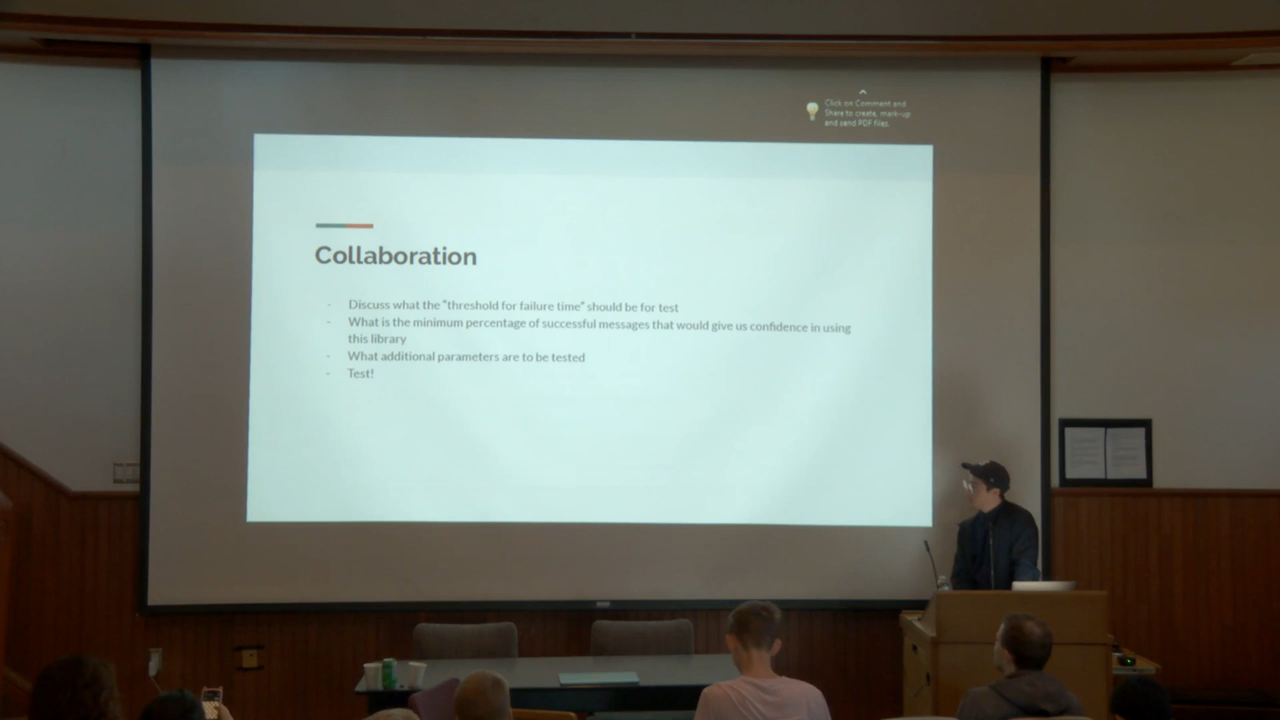 Click on Comment and
Share to create, mark-up
and send PDF files.
Collaboration
- Discuss what the "threshold for failure time" should be for test
- What is the minimum percentage of successful messages that would give us confidence in using
this library
- What additional parameters are to be tested
- Test!